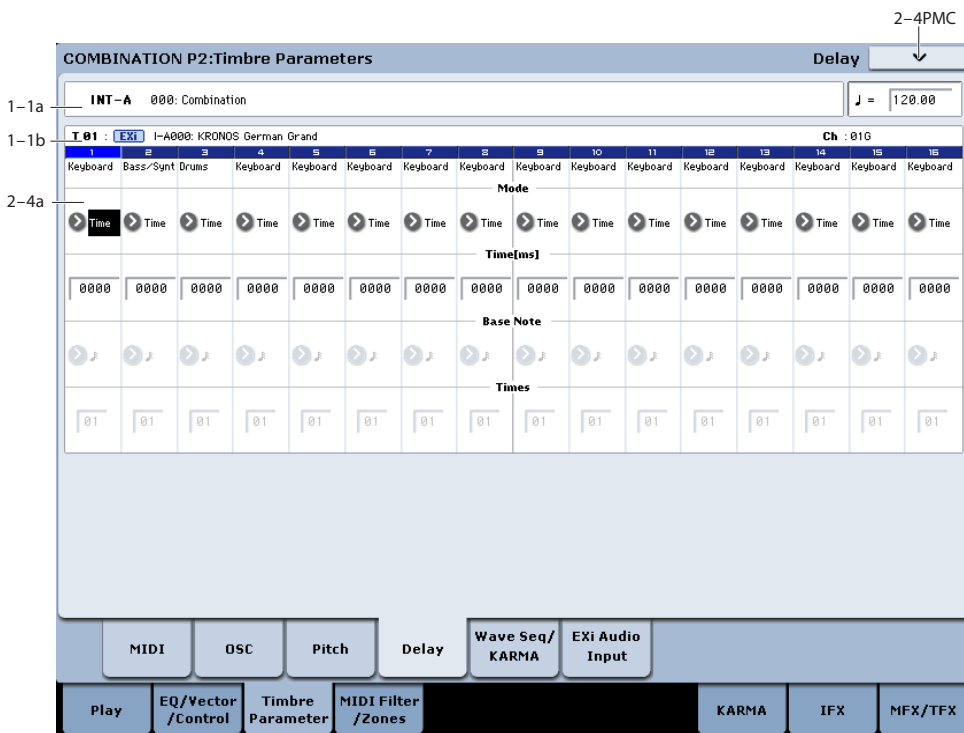 2–4PMC
COMBINATION P2:Timbre Parameters Delay
1–1a
INT–A 000: Combination ♩ = 120.00
1–1b
T 01 : EXi I–A000: KRONOS German Grand Ch : 01G
1 2 3 4 5 6 7 8 9 10 11 12 13 14 15 16
Keyboard Bass/Synt Drums Keyboard Keyboard Keyboard Keyboard Keyboard Keyboard Keyboard Keyboard Keyboard Keyboard Keyboard Keyboard Keyboard
Mode
2–4a
Time Time Time Time Time Time Time Time Time Time Time Time Time Time Time Time
Time[ms]
0000 0000 0000 0000 0000 0000 0000 0000 0000 0000 0000 0000 0000 0000 0000 0000
Base Note
Times
01 01 01 01 01 01 01 01 01 01 01 01 01 01 01 01
MIDI OSC Pitch Delay Wave Seq/ EXi Audio
KARMA Input
Play EQ/Vector Timbre MIDI Filter KARMA IFX MFX/TFX
/Control Parameter /Zones